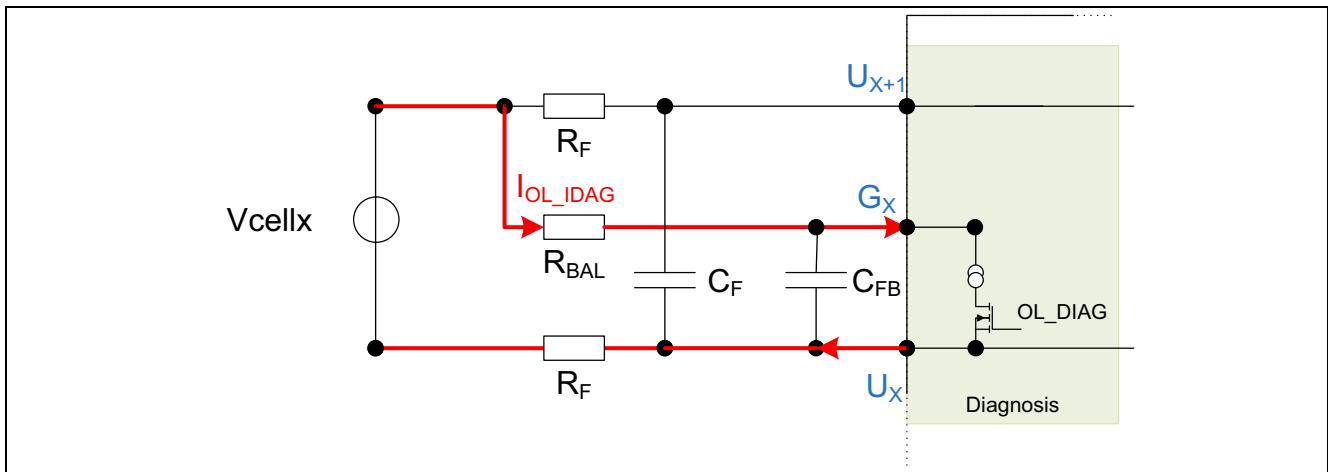 U_X+1
R_F
I_OL_IDAG
G_X
Vcellx
R_BAL
C_F
C_FB
OL_DIAG
R_F
U_X
Diagnosis